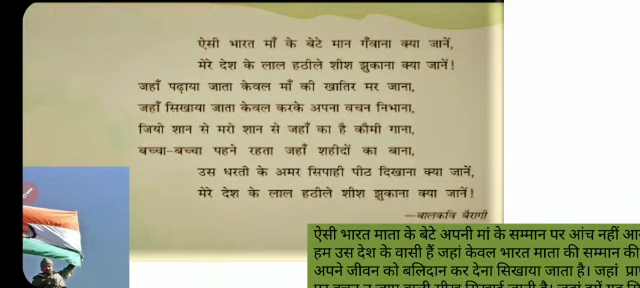 ऐसी भारत माँ के बेटे मान गँवाना क्या जानें,
मेरे देश के लाल हठीले शीश झुकाना क्या जानें!
जहाँ पढ़ाया जाता केवल माँ की खातिर मर जाना,
जहाँ सिखाया जाता केवल करके अपना वचन निभाना,
जियो शान से मरो शान से जहाँ का है कौमी गाना,
बच्चा-बच्चा पहने रहता जहाँ शहीदों का बाना,
उस धरती के अमर सिपाही पीठ दिखाना क्या जानें,
मेरे देश के लाल हठीले शीश झुकाना क्या जानें!
—बालकवि बैरागी
ऐसी भारत माता के बेटे अपनी मां के सम्मान पर आंच नहीं
हम उस देश के वासी हैं जहां केवल भारत माता की सम्मान की
अपने जीवन को बलिदान कर देना सिखाया जाता है। जहां